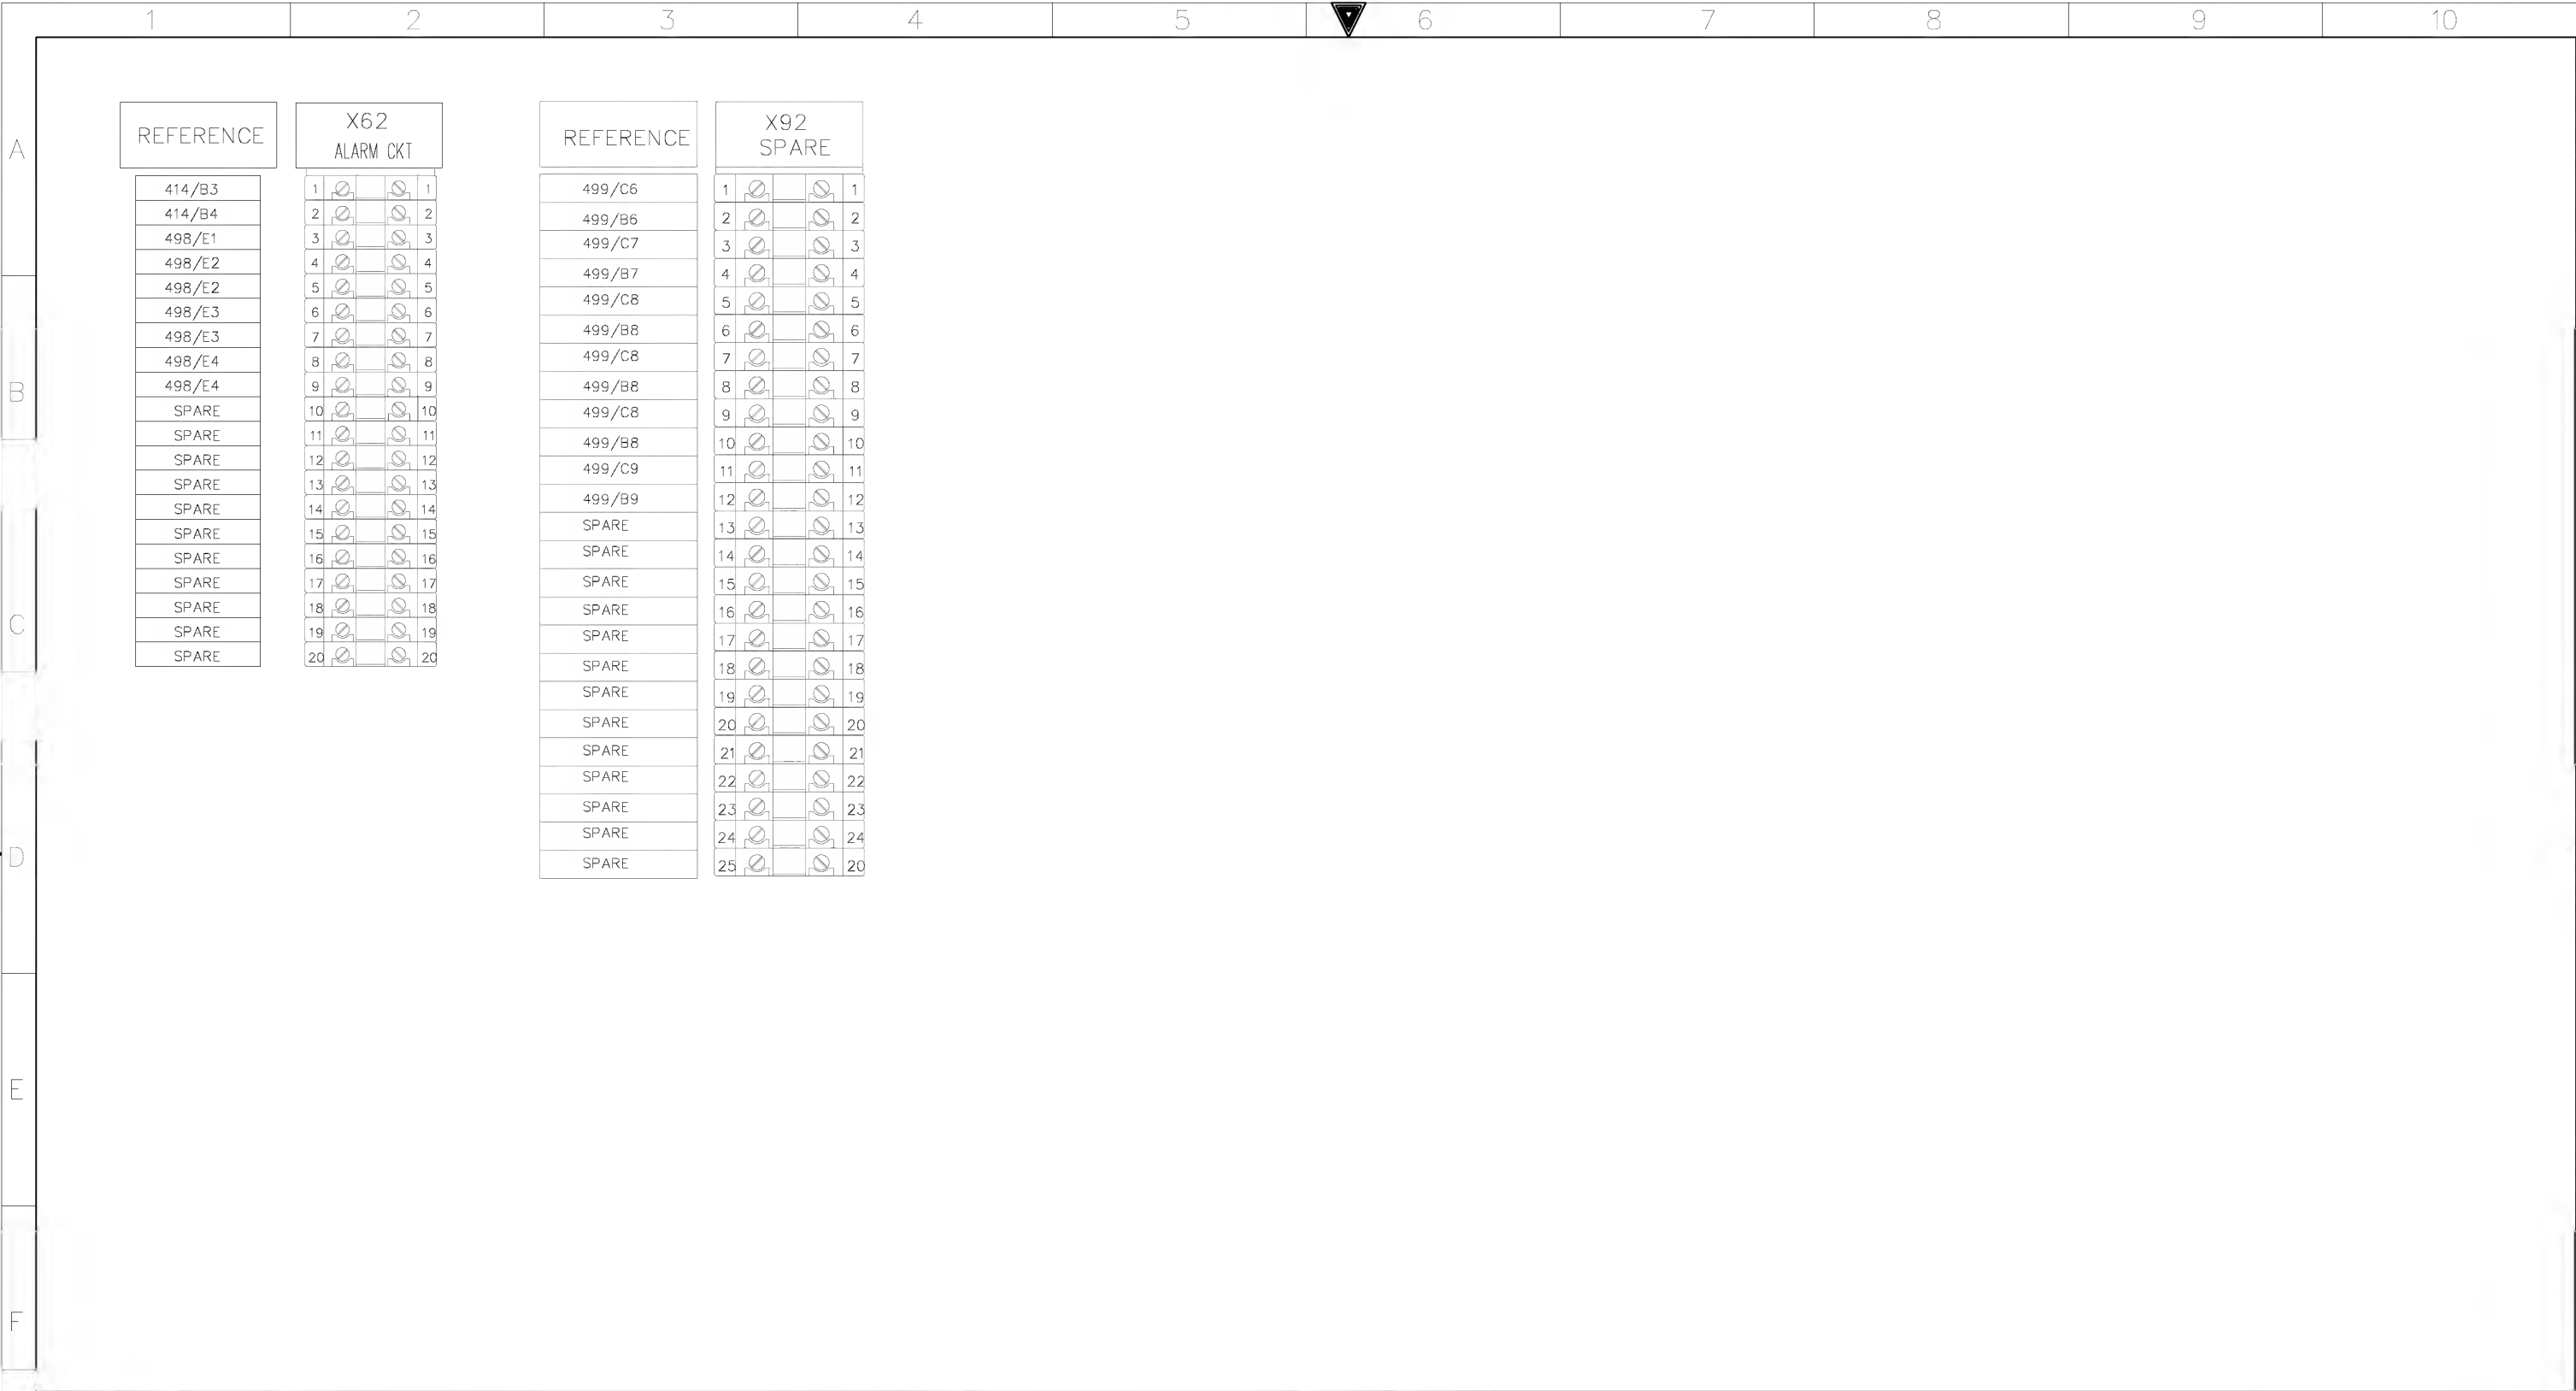 1 2 3 4 5 6 7 8 9 10
A
B
C
D
E
F
REFERENCE
X62
ALARM CKT
414/B3 1 1
414/B4 2 2
498/E1 3 3
498/E2 4 4
498/E2 5 5
498/E3 6 6
498/E3 7 7
498/E4 8 8
498/E4 9 9
SPARE 10 10
SPARE 11 11
SPARE 12 12
SPARE 13 13
SPARE 14 14
SPARE 15 15
SPARE 16 16
SPARE 17 17
SPARE 18 18
SPARE 19 19
SPARE 20 20
REFERENCE
X92
SPARE
499/C6 1 1
499/B6 2 2
499/C7 3 3
499/B7 4 4
499/C8 5 5
499/B8 6 6
499/C8 7 7
499/B8 8 8
499/C8 9 9
499/B8 10 10
499/C9 11 11
499/B9 12 12
SPARE 13 13
SPARE 14 14
SPARE 15 15
SPARE 16 16
SPARE 17 17
SPARE 18 18
SPARE 19 19
SPARE 20 20
SPARE 21 21
SPARE 22 22
SPARE 23 23
SPARE 24 24
SPARE 25 20